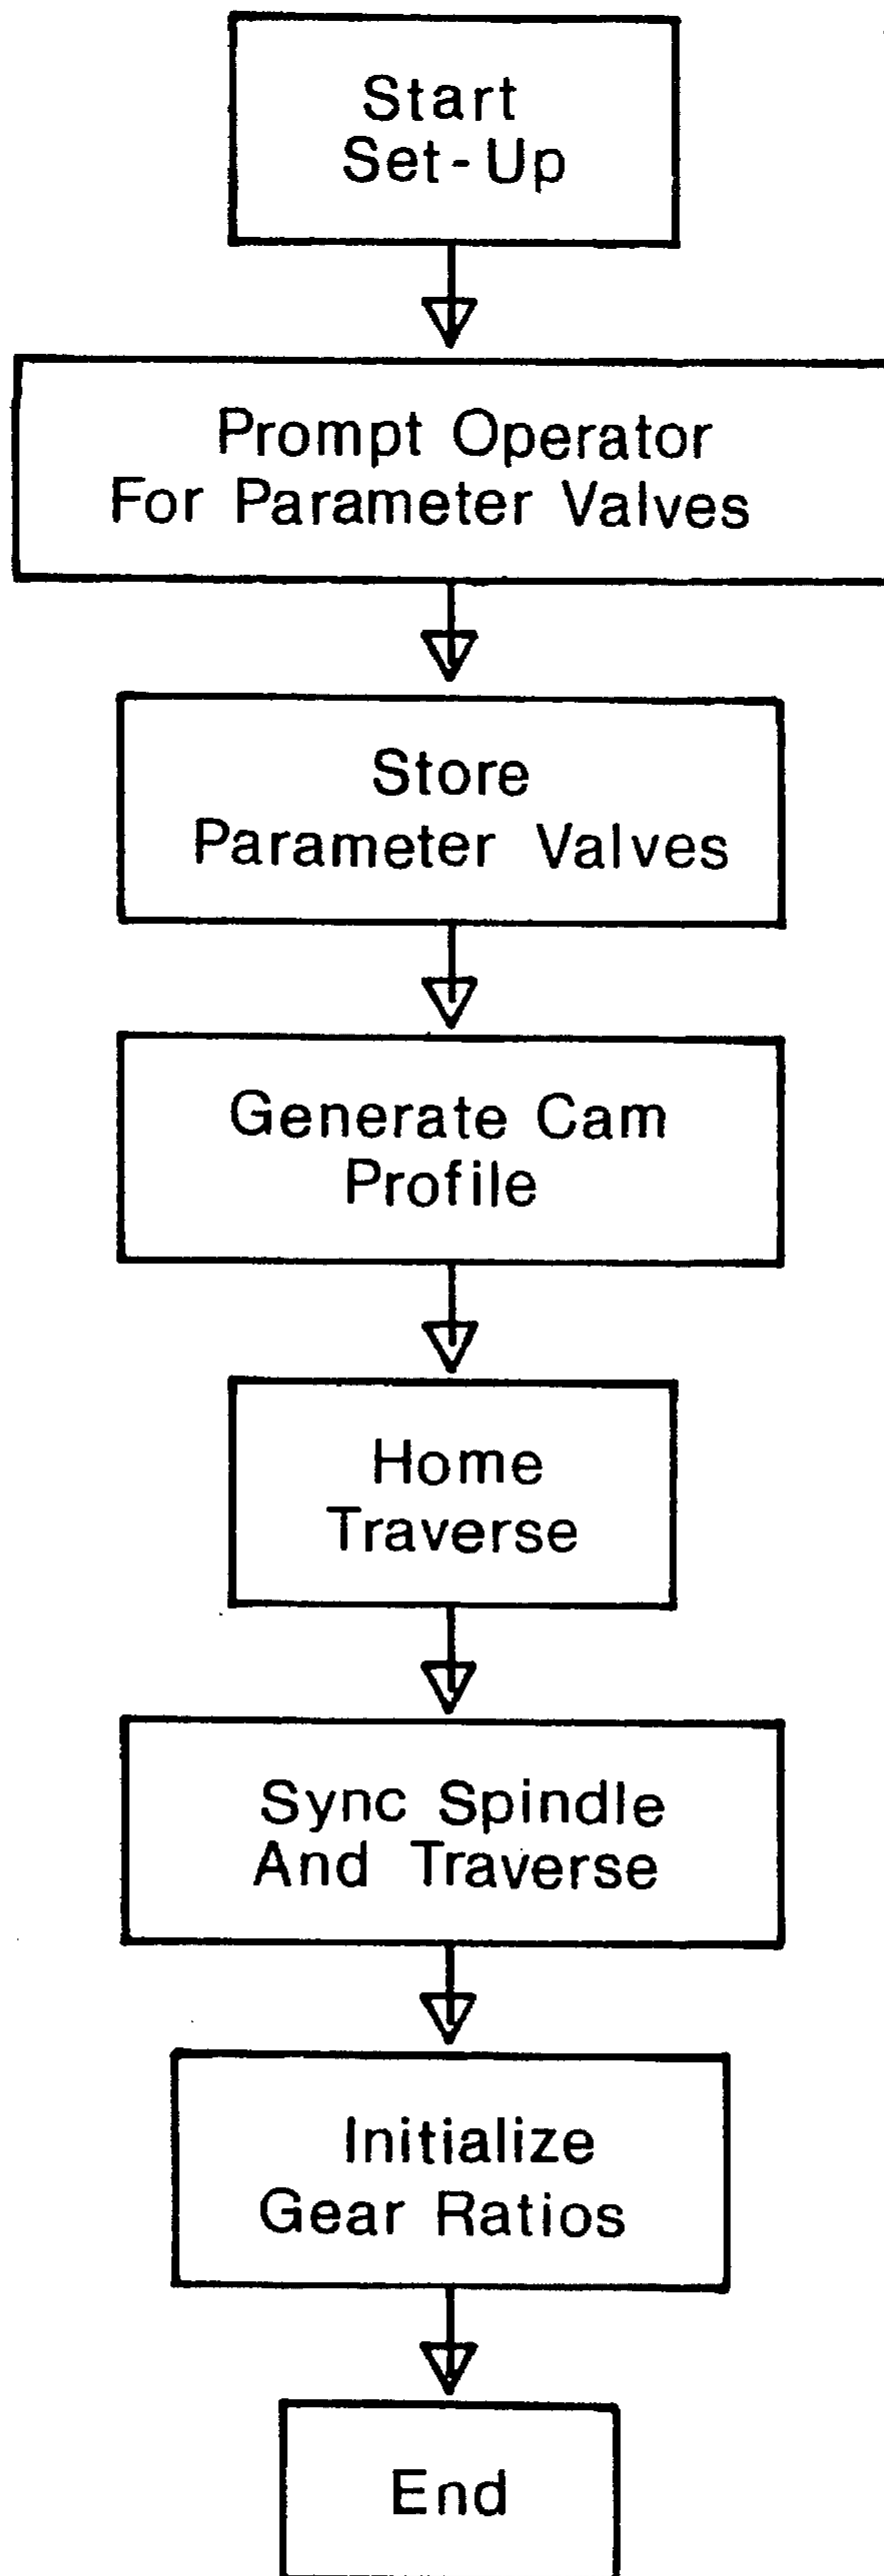 Start
Set-Up
Prompt Operator
For Parameter Valves
Store
Parameter Valves
Generate Cam
Profile
Home
Traverse
Sync Spindle
And Traverse
Initialize
Gear Ratios
End